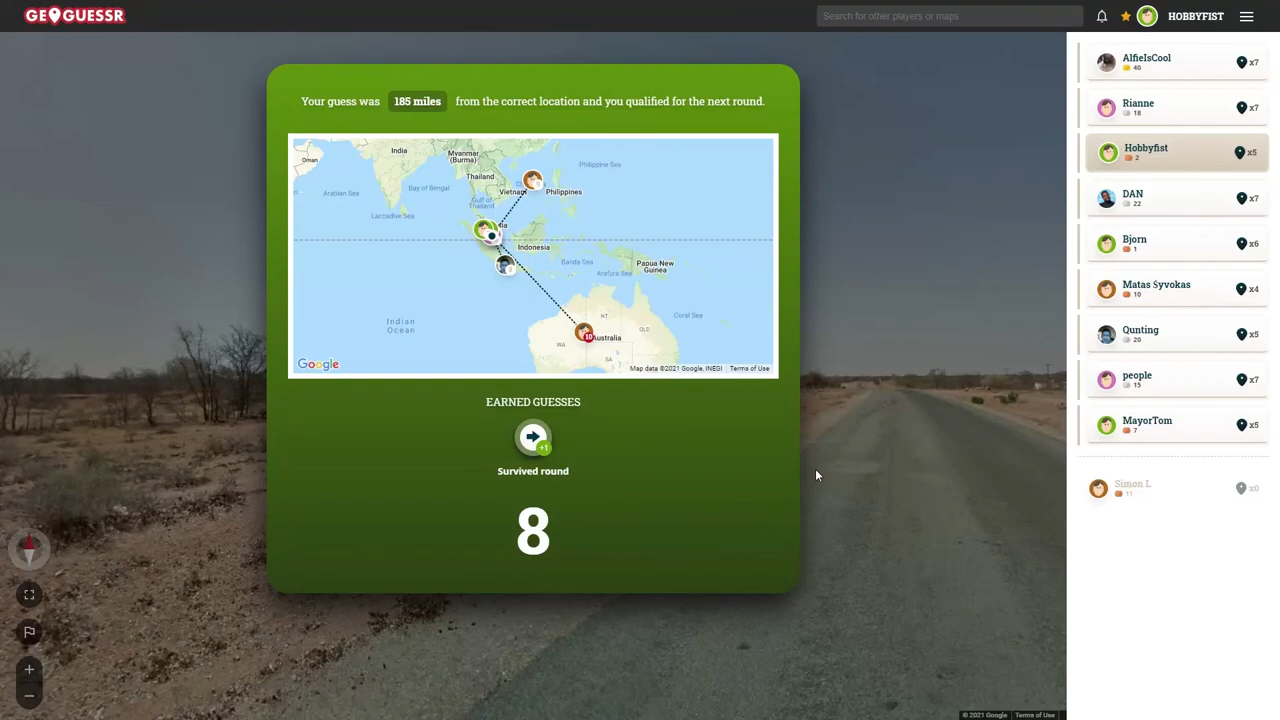 GEOGUESSR
Search for other players or maps
HOBBYFIST
Your guess was 185 miles from the correct location and you qualified for the next round.
Oman
India
Myanmar
(Burma)
Thailand
Vietnam
Philippine Sea
Philippines
Arabian Sea
Bay of Bengal
Gulf of
Thailand
Laccadive Sea
Indonesia
Banda Sea
Papua New
Guinea
Arafura Sea
Indian
Ocean
Coral Sea
NT
QLD
Australia
WA
SA
Google
Map data ©2021 Google, INEGI
Terms of Use
EARNED GUESSES
+1
Survived round
8
AlfieIsCool
40
x7
Rianne
18
x7
Hobbyfist
2
x5
DAN
22
x7
Bjorn
1
x6
Matas Šyvokas
10
x4
Qunting
20
x5
people
15
x7
MayorTom
7
x5
Simon L
11
x0
© 2021 Google
Terms of Use